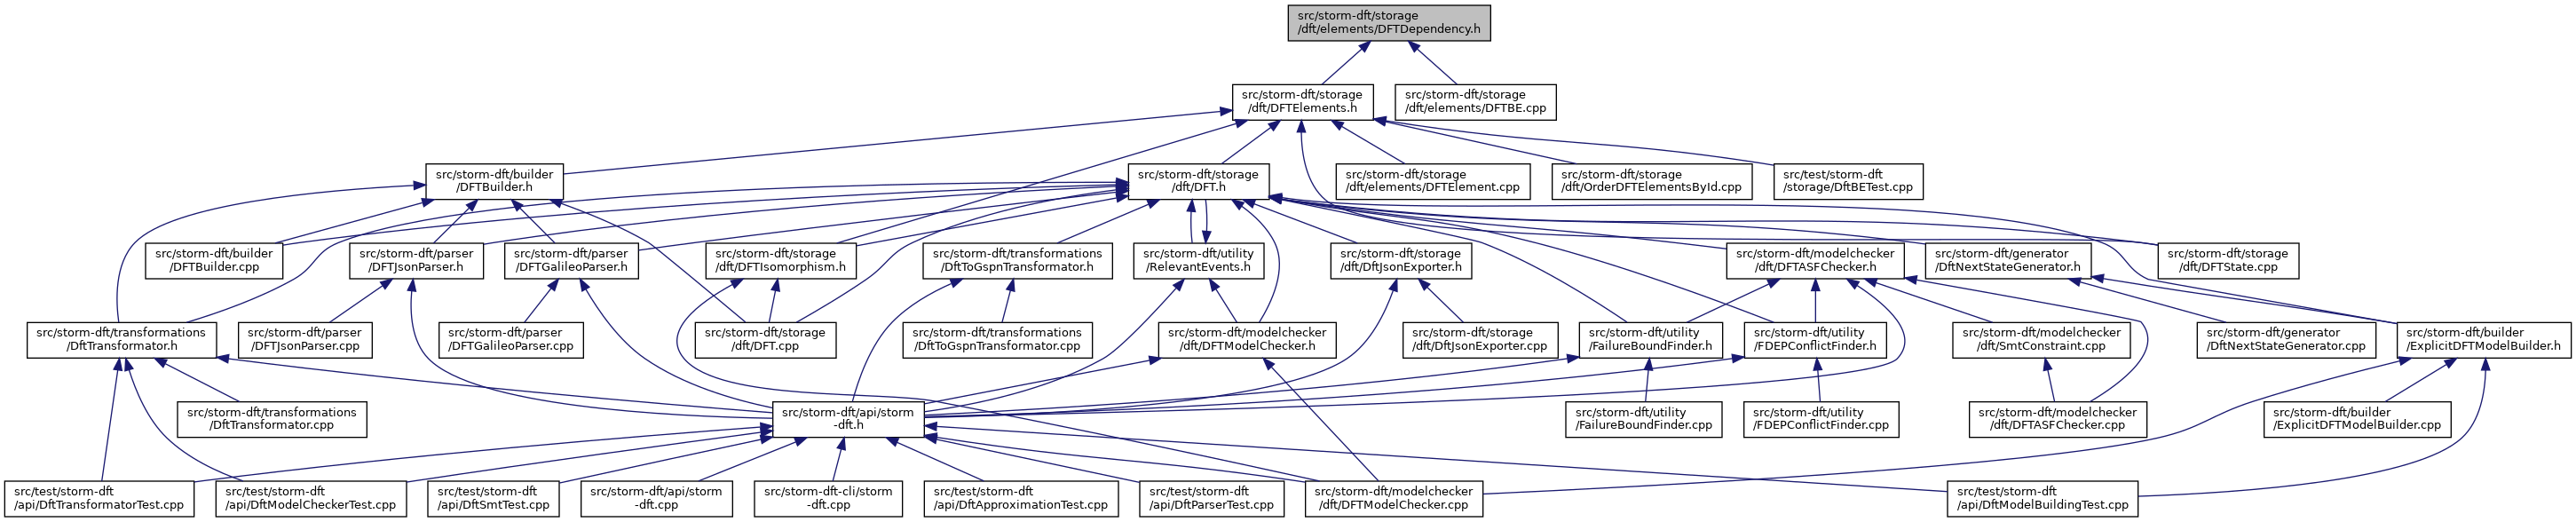 src/storm-dft/storage
/dft/elements/DFTDependency.h
src/storm-dft/storage
/dft/DFTElements.h
src/storm-dft/storage
/dft/elements/DFTBE.cpp
src/storm-dft/builder
/DFTBuilder.h
src/storm-dft/storage
/dft/DFT.h
src/storm-dft/storage
/dft/elements/DFTElement.cpp
src/storm-dft/storage
/dft/OrderDFTElementsById.cpp
src/test/storm-dft
/storage/DftBETest.cpp
src/storm-dft/builder
/DFTBuilder.cpp
src/storm-dft/parser
/DFTJsonParser.h
src/storm-dft/parser
/DFTGalileoParser.h
src/storm-dft/storage
/dft/DFTIsomorphism.h
src/storm-dft/transformations
/DftToGspnTransformator.h
src/storm-dft/utility
/RelevantEvents.h
src/storm-dft/storage
/dft/DftJsonExporter.h
src/storm-dft/modelchecker
/dft/DFTASFChecker.h
src/storm-dft/generator
/DftNextStateGenerator.h
src/storm-dft/storage
/dft/DFTState.cpp
src/storm-dft/transformations
/DftTransformator.h
src/storm-dft/parser
/DFTJsonParser.cpp
src/storm-dft/parser
/DFTGalileoParser.cpp
src/storm-dft/storage
/dft/DFT.cpp
src/storm-dft/transformations
/DftToGspnTransformator.cpp
src/storm-dft/modelchecker
/dft/DFTModelChecker.h
src/storm-dft/storage
/dft/DftJsonExporter.cpp
src/storm-dft/utility
/FailureBoundFinder.h
src/storm-dft/utility
/FDEPConflictFinder.h
src/storm-dft/modelchecker
/dft/SmtConstraint.cpp
src/storm-dft/generator
/DftNextStateGenerator.cpp
src/storm-dft/builder
/ExplicitDFTModelBuilder.h
src/storm-dft/transformations
/DftTransformator.cpp
src/storm-dft/api/storm
-dft.h
src/storm-dft/utility
/FailureBoundFinder.cpp
src/storm-dft/utility
/FDEPConflictFinder.cpp
src/storm-dft/modelchecker
/dft/DFTASFChecker.cpp
src/storm-dft/builder
/ExplicitDFTModelBuilder.cpp
src/test/storm-dft
/api/DftTransformatorTest.cpp
src/test/storm-dft
/api/DftModelCheckerTest.cpp
src/test/storm-dft
/api/DftSmtTest.cpp
src/storm-dft/api/storm
-dft.cpp
src/storm-dft-cli/storm
-dft.cpp
src/test/storm-dft
/api/DftApproximationTest.cpp
src/test/storm-dft
/api/DftParserTest.cpp
src/storm-dft/modelchecker
/dft/DFTModelChecker.cpp
src/test/storm-dft
/api/DftModelBuildingTest.cpp